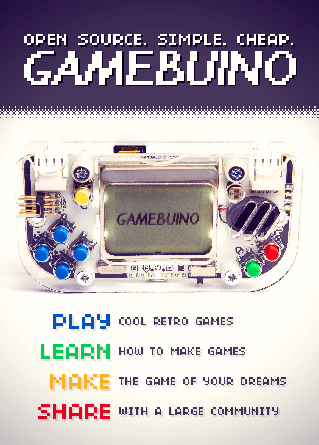 OPEN SOURCE. SIMPLE. CHEAP.
GAMEBUINO
GAMEBUINO
PLAY COOL RETRO GAMES
LEARN HOW TO MAKE GAMES
MAKE THE GAME OF YOUR DREAMS
SHARE WITH A LARGE COMMUNITY